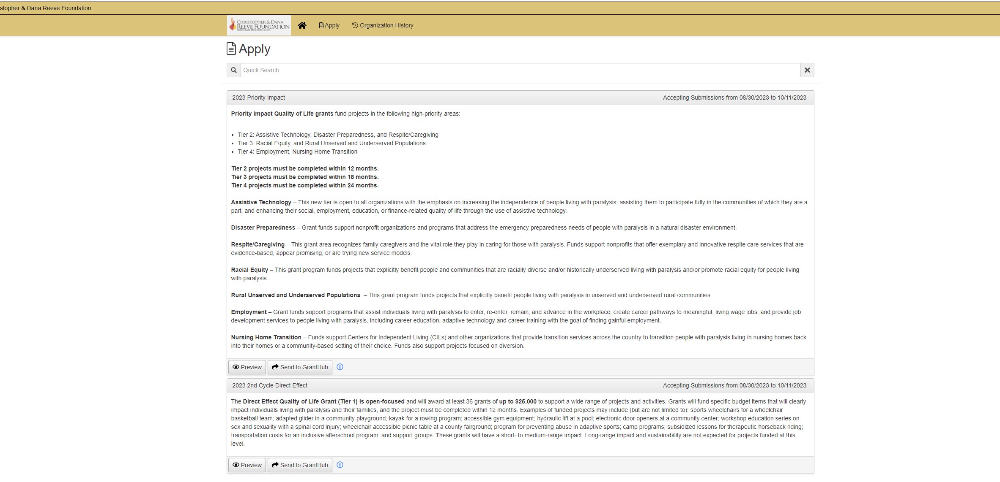 stopher & Dana Reeve Foundation
CHRISTOPHER & DANA
REEVE FOUNDATION
TODAY'S CARE. TOMORROW'S CURE.
Apply
Organization History
Apply
Quick Search
2023 Priority Impact
Accepting Submissions from 08/30/2023 to 10/11/2023
Priority Impact Quality of Life grants fund projects in the following high-priority areas:
• Tier 2: Assistive Technology, Disaster Preparedness, and Respite/Caregiving
• Tier 3: Racial Equity, and Rural Unserved and Underserved Populations
• Tier 4: Employment, Nursing Home Transition
Tier 2 projects must be completed within 12 months.
Tier 3 projects must be completed within 18 months.
Tier 4 projects must be completed within 24 months.
Assistive Technology – This new tier is open to all organizations with the emphasis on increasing the independence of people living with paralysis, assisting them to participate fully in the communities of which they are a
part, and enhancing their social, employment, education, or finance-related quality of life through the use of assistive technology.
Disaster Preparedness – Grant funds support nonprofit organizations and programs that address the emergency preparedness needs of people with paralysis in a natural disaster environment.
Respite/Caregiving – This grant area recognizes family caregivers and the vital role they play in caring for those with paralysis. Funds support nonprofits that offer exemplary and innovative respite care services that are
evidence-based, appear promising, or are trying new service models.
Racial Equity – This grant program funds projects that explicitly benefit people and communities that are racially diverse and/or historically underserved living with paralysis and/or promote racial equity for people living
with paralysis.
Rural Unserved and Underserved Populations – This grant program funds projects that explicitly benefit people living with paralysis in unserved and underserved rural communities.
Employment – Grant funds support programs that assist individuals living with paralysis to enter, re-enter, remain, and advance in the workplace; create career pathways to meaningful, living wage jobs; and provide job
development services to people living with paralysis, including career education, adaptive technology and career training with the goal of finding gainful employment.
Nursing Home Transition – Funds support Centers for Independent Living (CILs) and other organizations that provide transition services across the country to transition people with paralysis living in nursing homes back
into their homes or a community-based setting of their choice. Funds also support projects focused on diversion.
Preview
Send to GrantHub
2023 2nd Cycle Direct Effect
Accepting Submissions from 08/30/2023 to 10/11/2023
The Direct Effect Quality of Life Grant (Tier 1) is open-focused and will award at least 36 grants of up to $25,000 to support a wide range of projects and activities. Grants will fund specific budget items that will clearly
impact individuals living with paralysis and their families, and the project must be completed within 12 months. Examples of funded projects may include (but are not limited to): sports wheelchairs for a wheelchair
basketball team; adapted glider in a community playground; kayak for a rowing program; accessible gym equipment; hydraulic lift at a pool; electronic door openers at a community center; workshop education series on
sex and sexuality with a spinal cord injury; wheelchair accessible picnic table at a county fairground; program for preventing abuse in adaptive sports; camp programs; subsidized lessons for therapeutic horseback riding;
transportation costs for an inclusive afterschool program; and support groups. These grants will have a short- to medium-range impact. Long-range impact and sustainability are not expected for projects funded at this
level.
Preview
Send to GrantHub